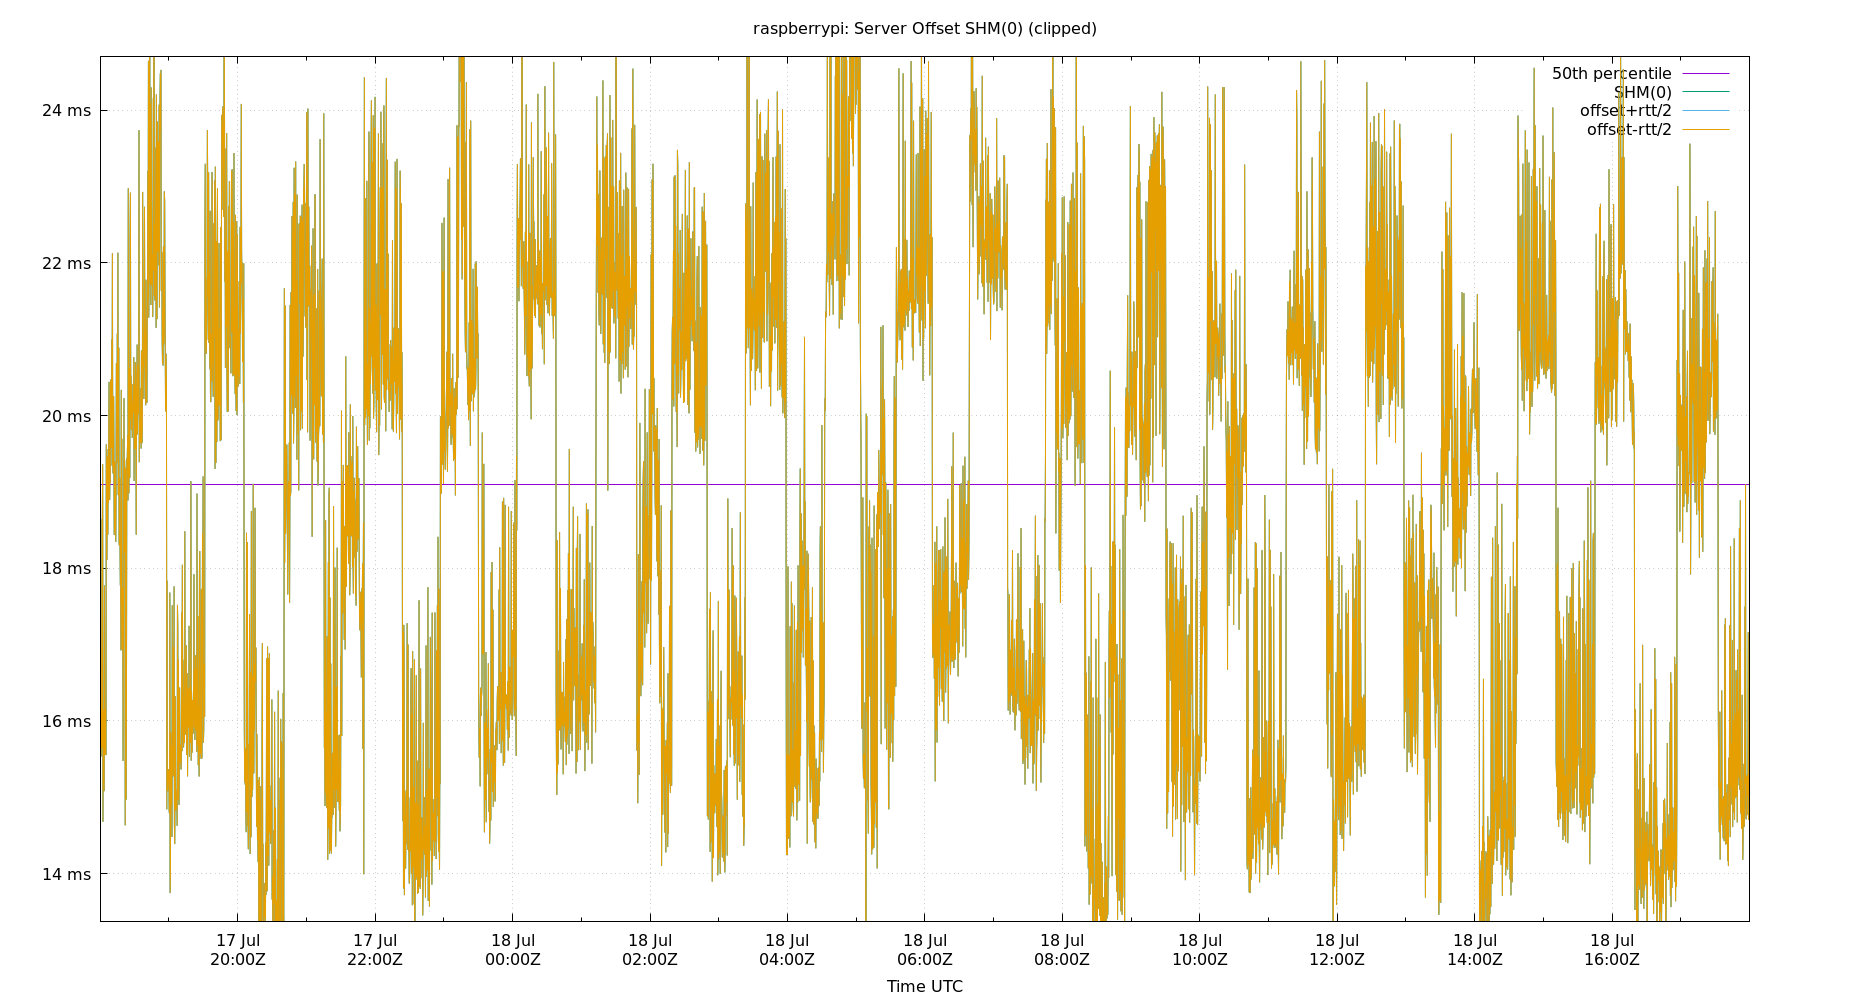 raspberrypi: Server Offset SHM(0) (clipped)
50th percentile
SHM(0)
offset+rtt/2
offset-rtt/2
24 ms
22 ms
20 ms
18 ms
16 ms
14 ms
17 Jul 17 Jul 18 Jul 18 Jul 18 Jul 18 Jul 18 Jul 18 Jul 18 Jul 18 Jul 18 Jul
20:00Z 22:00Z 00:00Z 02:00Z 04:00Z 06:00Z 08:00Z 10:00Z 12:00Z 14:00Z 16:00Z
Time UTC